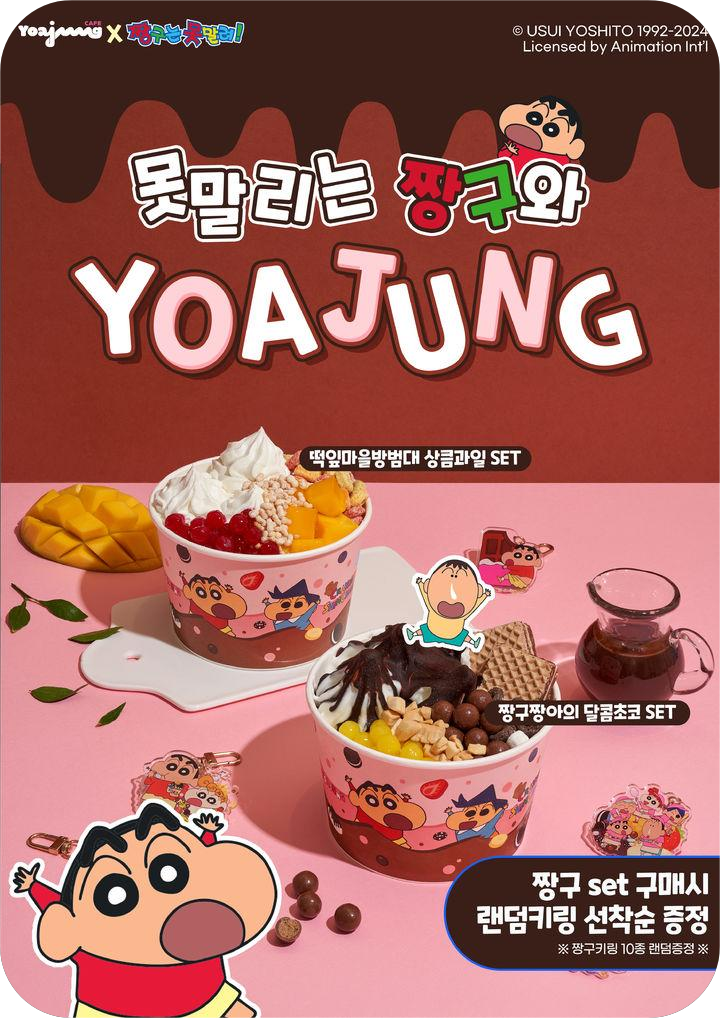 Yoajung CAFE X 짱구는 못말려!
© USUI YOSHITO 1992-2024
Licensed by Animation Int'l
못말리는 짱구와
YOAJUNG
떡잎마을방범대 상큼과일 SET
짱구짱아의 달콤초코 SET
짱구 set 구매시
랜덤키링 선착순 증정
※ 짱구키링 10종 랜덤증정 ※